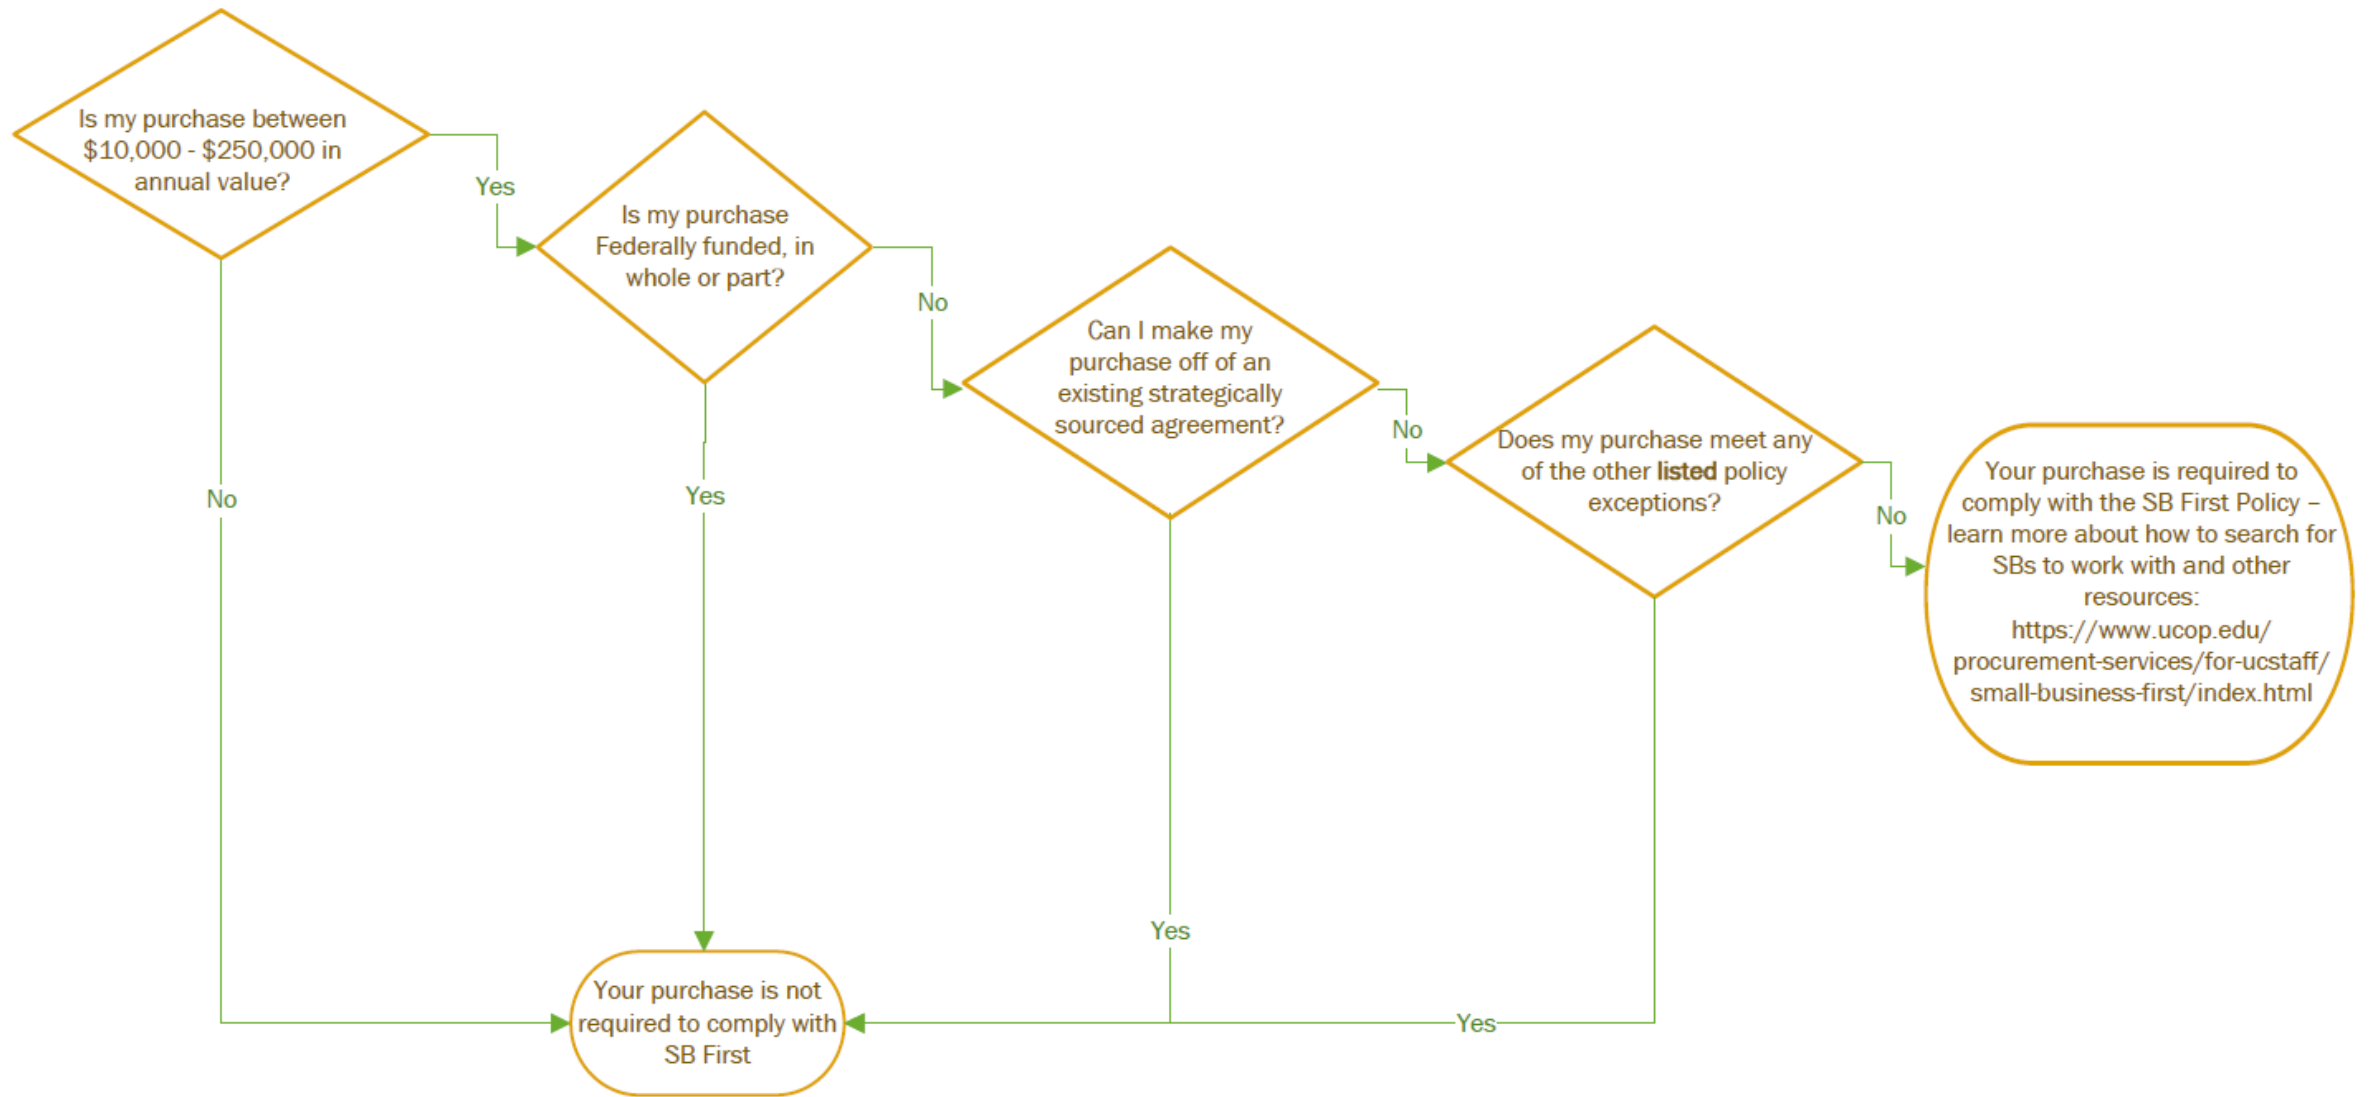 Is my purchase between
$10,000 - $250,000 in
annual value?
Yes
Is my purchase
Federally funded, in
whole or part?
No
Can I make my
purchase off of an
existing strategically
sourced agreement?
No
Does my purchase meet any
of the other listed policy
exceptions?
No
Your purchase is required to
comply with the SB First Policy –
learn more about how to search for
SBs to work with and other
resources:
https://www.ucop.edu/
procurement-services/for-ucstaff/
small-business-first/index.html
No
Yes
Yes
Yes
Your purchase is not
required to comply with
SB First